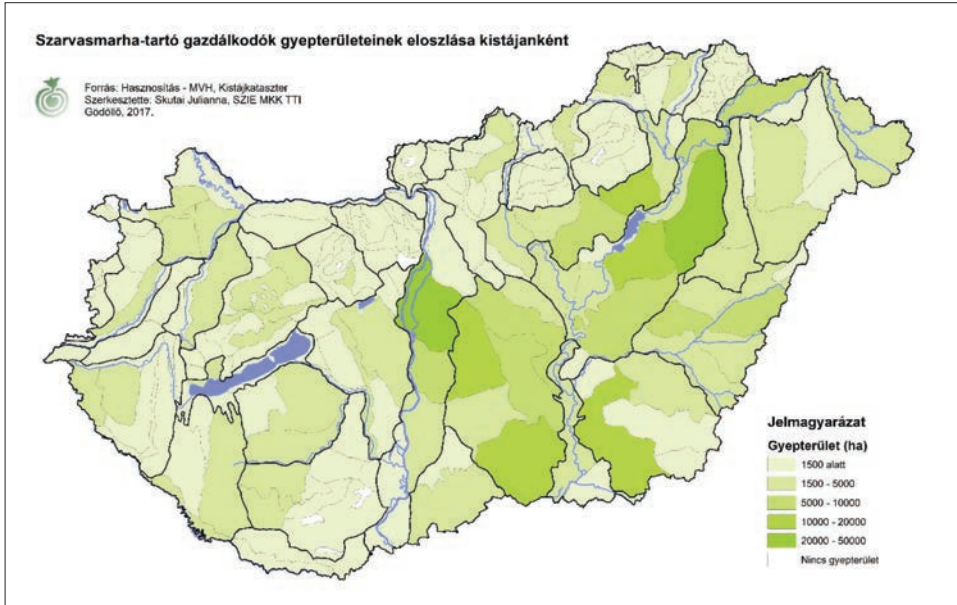 Szarvasmarha-tartó gazdálkodók gyepterületeinek eloszlása kistájanként
Forrás: Hasznosítás - MVH, Kistájkataszter
Szerkesztette: Skutai Julianna, SZIE MKK TTI
Gödöllő, 2017.
Jelmagyarázat
Gyepterület (ha)
1500 alatt
1500 - 5000
5000 - 10000
10000 - 20000
20000 - 50000
Nincs gyepterület